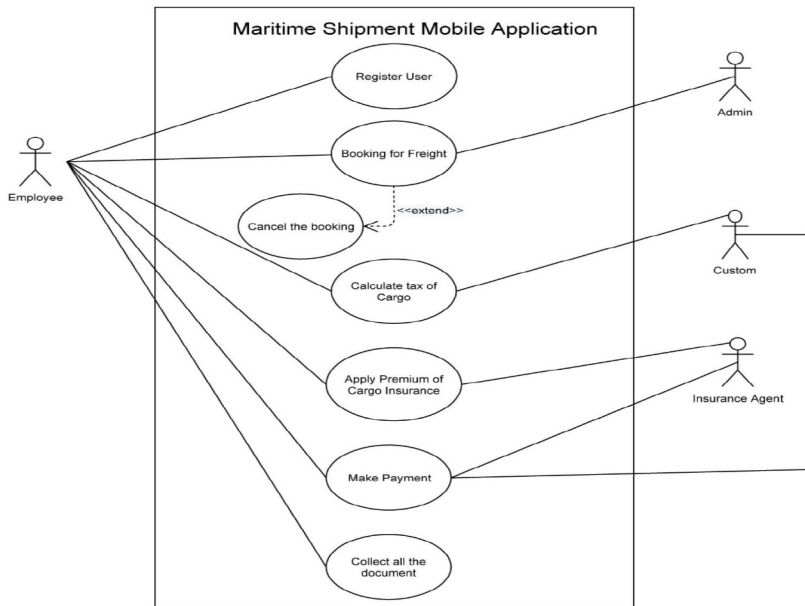 Maritime Shipment Mobile Application
Register User
Admin
Booking for Freight
Employee
<<extend>>
Cancel the booking
Custom
Calculate tax of
Cargo
Apply Premium of
Cargo Insurance
Insurance Agent
Make Payment
Collect all the
document